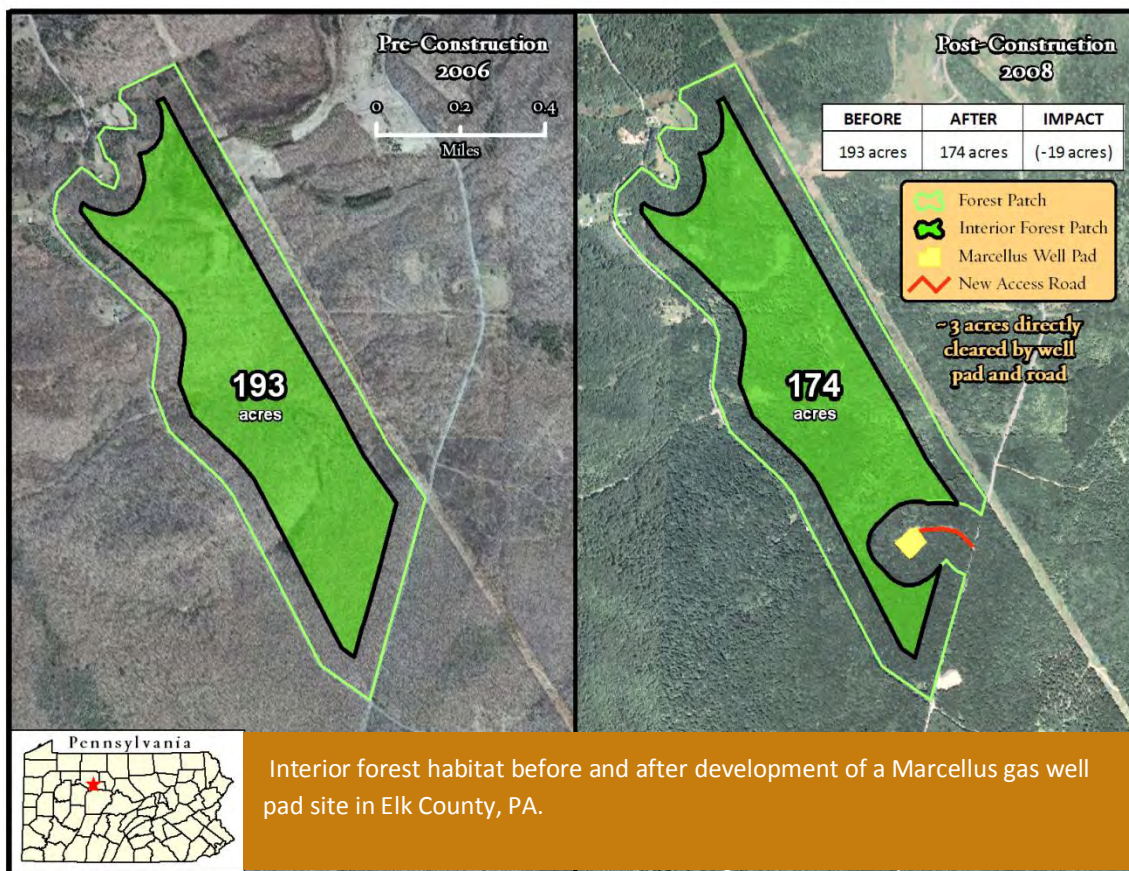 Pre-Construction
2006
0 0.2 0.4
Miles
193
acres
Post-Construction
2008
BEFORE AFTER IMPACT
193 acres 174 acres (-19 acres)
Forest Patch
Interior Forest Patch
Marcellus Well Pad
New Access Road
~ 3 acres directly
cleared by well
pad and road
174
acres
Pennsylvania
Interior forest habitat before and after development of a Marcellus gas well
pad site in Elk County, PA.